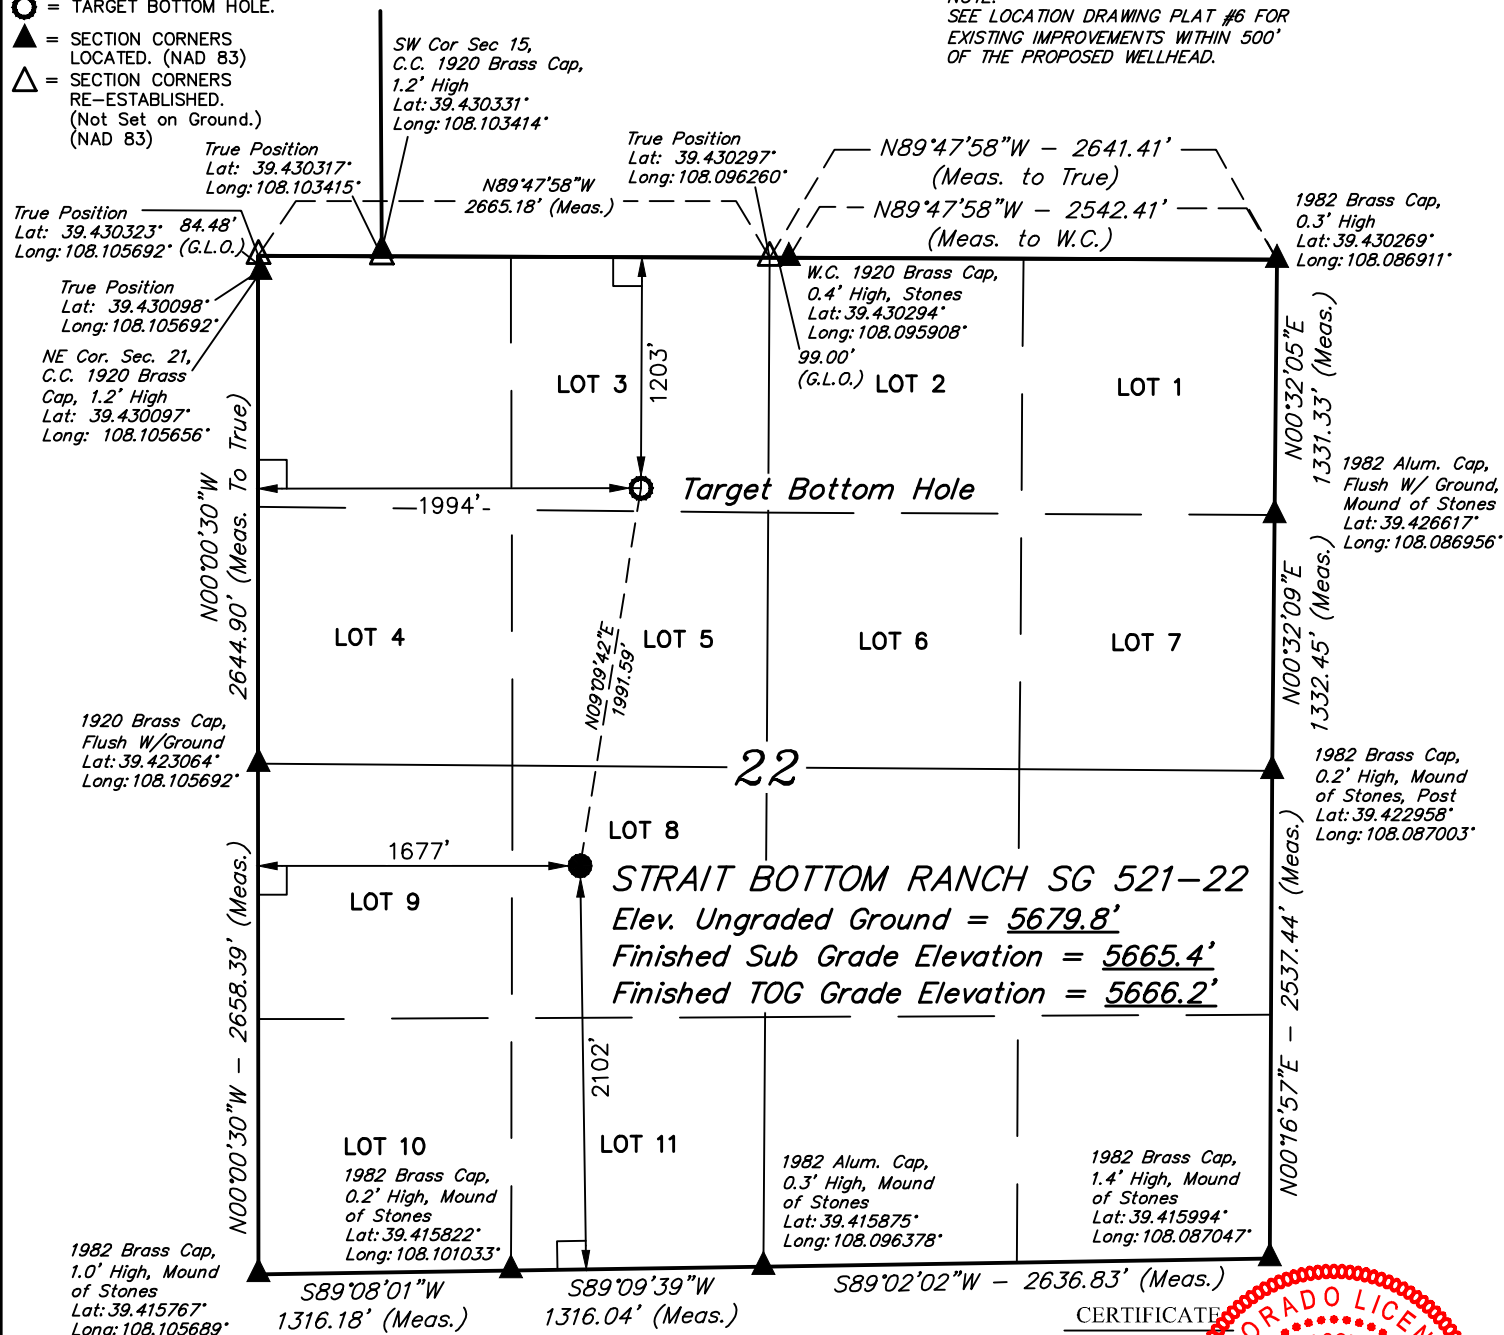 = TARGET BOTTOM HOLE.
= SECTION CORNERS
LOCATED. (NAD 83)
= SECTION CORNERS
RE-ESTABLISHED.
(Not Set on Ground.)
(NAD 83)
SEE LOCATION DRAWING PLAT #6 FOR
EXISTING IMPROVEMENTS WITHIN 500'
OF THE PROPOSED WELLHEAD.
SW Cor Sec 15,
C.C. 1920 Brass Cap,
1.2' High
Lat: 39.430331°
Long: 108.103414°
True Position
Lat: 39.430317°
Long: 108.103415°
True Position
Lat: 39.430297°
Long: 108.096260°
N89°47'58"W
2665.18' (Meas.)
N89°47'58"W - 2641.41'
(Meas. to True)
N89°47'58"W - 2542.41'
(Meas. to W.C.)
1982 Brass Cap,
0.3' High
Lat: 39.430269°
Long: 108.086911°
True Position
Lat: 39.430323°
Long: 108.105692°
84.48'
(G.L.O.)
True Position
Lat: 39.430098°
Long: 108.105692°
NE Cor. Sec. 21,
C.C. 1920 Brass
Cap, 1.2' High
Lat: 39.430097°
Long: 108.105656°
W.C. 1920 Brass Cap,
0.4' High, Stones
Lat: 39.430294°
Long: 108.095908°
99.00'
(G.L.O.)
LOT 3
1203'
LOT 2
LOT 1
N00°32'05"E
1331.33' (Meas.)
1982 Alum. Cap,
Flush W/ Ground,
Mound of Stones
Lat: 39.426617°
Long: 108.086956°
Target Bottom Hole
1994'
N00°00'30"W
2644.90' (Meas. To True)
LOT 4
N09°09'42"E
1991.59'
LOT 5
LOT 6
LOT 7
N00°32'09"E
1332.45' (Meas.)
1920 Brass Cap,
Flush W/Ground
Lat: 39.423064°
Long: 108.105692°
22
1982 Brass Cap,
0.2' High, Mound
of Stones, Post
Lat: 39.422958°
Long: 108.087003°
LOT 8
1677'
STRAIT BOTTOM RANCH SG 521-22
Elev. Ungraded Ground = 5679.8'
Finished Sub Grade Elevation = 5665.4'
Finished TOG Grade Elevation = 5666.2'
LOT 9
N00°00'30"W - 2658.39' (Meas.)
2102'
N00°16'57"E - 2537.44' (Meas.)
LOT 10
LOT 11
1982 Brass Cap,
0.2' High, Mound
of Stones
Lat: 39.415822°
Long: 108.101033°
1982 Alum. Cap,
0.3' High, Mound
of Stones
Lat: 39.415875°
Long: 108.096378°
1982 Brass Cap,
1.4' High, Mound
of Stones
Lat: 39.415994°
Long: 108.087047°
1982 Brass Cap,
1.0' High, Mound
of Stones
Lat: 39.415767°
Long: 108.105689°
S89°08'01"W
1316.18' (Meas.)
S89°09'39"W
1316.04' (Meas.)
S89°02'02"W - 2636.83' (Meas.)
CERTIFICATE
ORADO LICEN